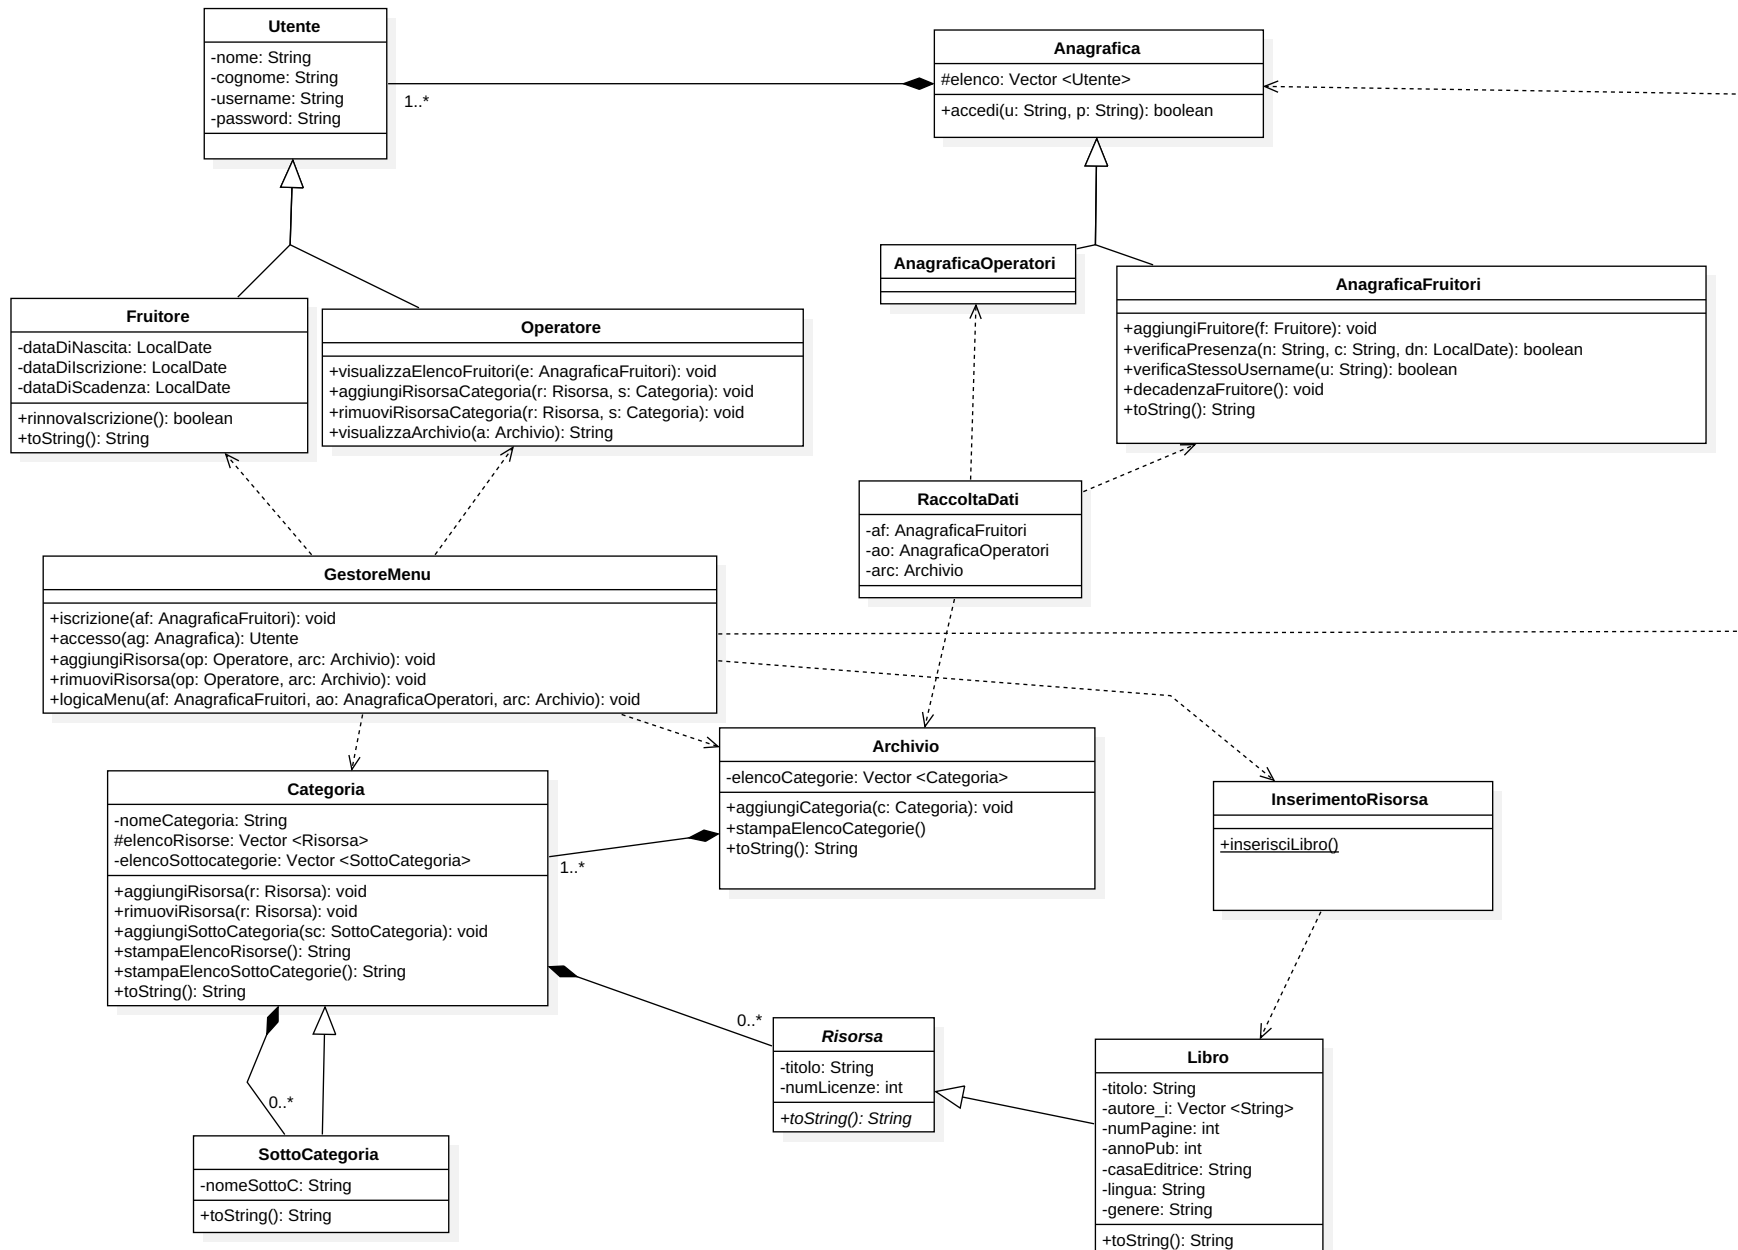 Utente
-nome: String
-cognome: String
-username: String
-password: String
1..*
Anagrafica
#elenco: Vector <Utente>
+accedi(u: String, p: String): boolean
Fruitore
-dataDiNascita: LocalDate
-dataDiIscrizione: LocalDate
-dataDiScadenza: LocalDate
+rinnovaIscrizione(): boolean
+toString(): String
Operatore
+visualizzaElencoFruitori(e: AnagraficaFruitori): void
+aggiungiRisorsaCategoria(r: Risorsa, s: Categoria): void
+rimuoviRisorsaCategoria(r: Risorsa, s: Categoria): void
+visualizzaArchivio(a: Archivio): String
AnagraficaOperatori
AnagraficaFruitori
+aggiungiFruitore(f: Fruitore): void
+verificaPresenza(n: String, c: String, dn: LocalDate): boolean
+verificaStessoUsername(u: String): boolean
+decadenzaFruitore(): void
+toString(): String
RaccoltaDati
-af: AnagraficaFruitori
-ao: AnagraficaOperatori
-arc: Archivio
GestoreMenu
+iscrizione(af: AnagraficaFruitori): void
+accesso(ag: Anagrafica): Utente
+aggiungiRisorsa(op: Operatore, arc: Archivio): void
+rimuoviRisorsa(op: Operatore, arc: Archivio): void
+logicaMenu(af: AnagraficaFruitori, ao: AnagraficaOperatori, arc: Archivio): void
Archivio
-elencoCategorie: Vector <Categoria>
+aggiungiCategoria(c: Categoria): void
+stampaElencoCategorie()
+toString(): String
1..*
Categoria
-nomeCategoria: String
#elencoRisorse: Vector <Risorsa>
-elencoSottocategorie: Vector <SottoCategoria>
+aggiungiRisorsa(r: Risorsa): void
+rimuoviRisorsa(r: Risorsa): void
+aggiungiSottoCategoria(sc: SottoCategoria): void
+stampaElencoRisorse(): String
+stampaElencoSottoCategorie(): String
+toString(): String
InserimentoRisorsa
+inserisciLibro()
0..*
Risorsa
-titolo: String
-numLicenze: int
+toString(): String
0..*
SottoCategoria
-nomeSottoC: String
+toString(): String
Libro
-titolo: String
-autore_i: Vector <String>
-numPagine: int
-annoPub: int
-casaEditrice: String
-lingua: String
-genere: String
+toString(): String